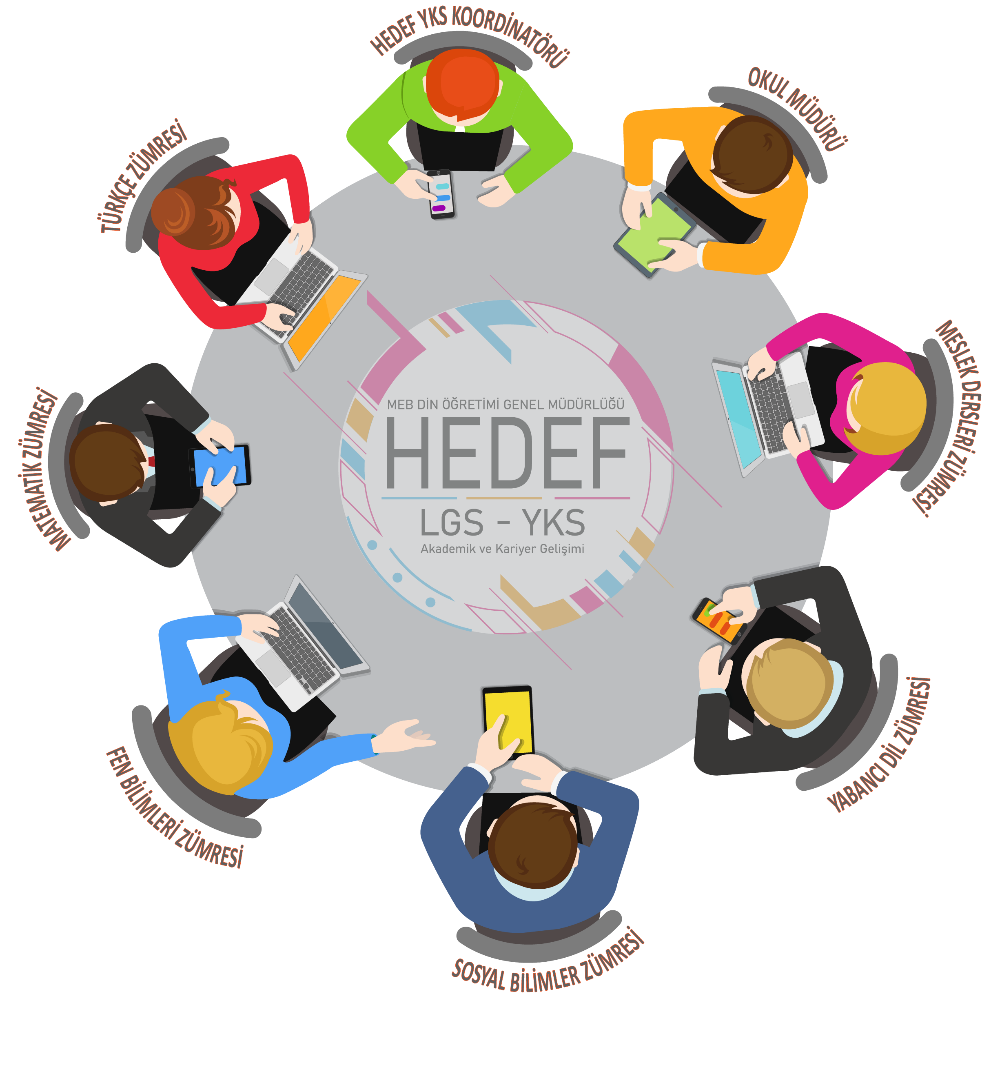 HEDEF YKS KOORDİNATÖRÜ
OKUL MÜDÜRÜ
TÜRKÇE ZÜMRESİ
MESLEK DERSLERİ ZÜMRESİ
MATEMATİK ZÜMRESİ
MEB DİN ÖĞRETİMİ GENEL MÜDÜRLÜĞÜ
HEDEF
LGS - YKS
Akademik ve Kariyer Gelişimi
YABANCI DİL ZÜMRESİ
FEN BİLİMLERİ ZÜMRESİ
SOSYAL BİLİMLER ZÜMRESİ